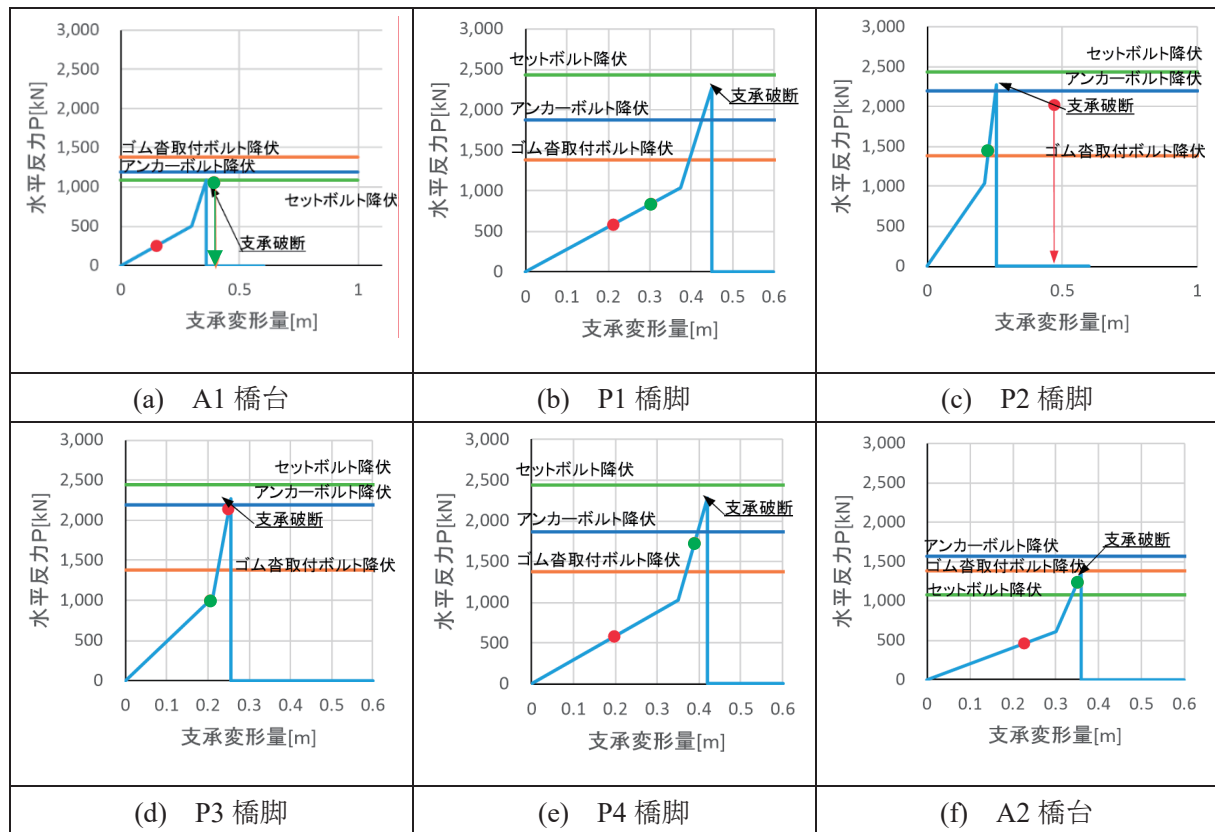 3,000
2,500
2,000
1,500
1,000
500
0
水平反力P[kN]
ゴム沓取付ボルト降伏
アンカーボルト降伏
セットボルト降伏
支承破断
0 0.5 1
支承変形量[m]
(a) A1 橋台
3,000
2,500
2,000
1,500
1,000
500
0
水平反力P[kN]
セットボルト降伏
支承破断
アンカーボルト降伏
ゴム沓取付ボルト降伏
0 0.1 0.2 0.3 0.4 0.5 0.6
支承変形量[m]
(b) P1 橋脚
3,000
2,500
2,000
1,500
1,000
500
0
水平反力P[kN]
セットボルト降伏
アンカーボルト降伏
支承破断
ゴム沓取付ボルト降伏
0 0.5 1
支承変形量[m]
(c) P2 橋脚
3,000
2,500
2,000
1,500
1,000
500
0
水平反力P[kN]
セットボルト降伏
アンカーボルト降伏
支承破断
ゴム沓取付ボルト降伏
0 0.1 0.2 0.3 0.4 0.5 0.6
支承変形量[m]
(d) P3 橋脚
3,000
2,500
2,000
1,500
1,000
500
0
水平反力P[kN]
セットボルト降伏
支承破断
アンカーボルト降伏
ゴム沓取付ボルト降伏
0 0.1 0.2 0.3 0.4 0.5 0.6
支承変形量[m]
(e) P4 橋脚
3,000
2,500
2,000
1,500
1,000
500
0
水平反力P[kN]
支承破断
アンカーボルト降伏
ゴム沓取付ボルト降伏
セットボルト降伏
0 0.1 0.2 0.3 0.4 0.5 0.6
支承変形量[m]
(f) A2 橋台